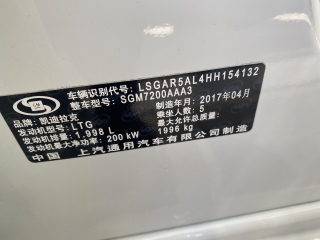 车辆识别代号: LSGAR5AL4HH154132
整车型号: SGM7200AAA3
品牌: 凯迪拉克 制造年月: 2017年04月
发动机型号: LTG 乘坐人数: 5
发动机排量: 1.998 L 最大允许总质量:
发动机最大净功率: 200 kW 1996 kg
中国 上汽通用汽车有限公司制造